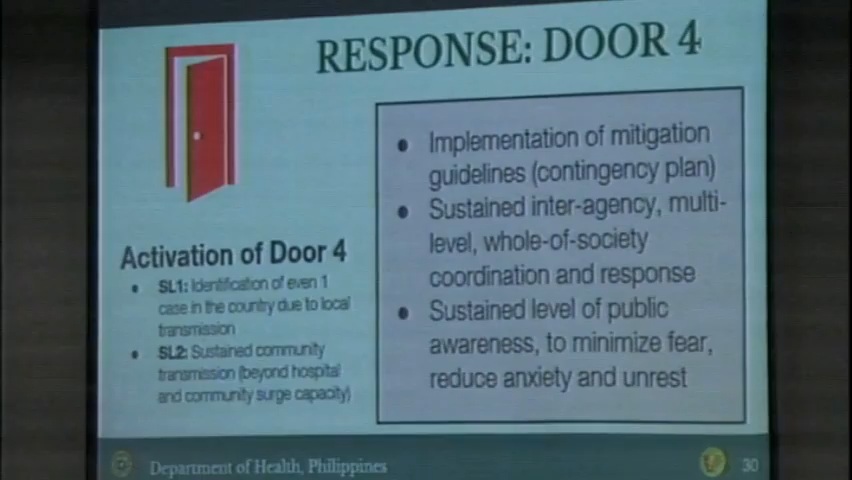 RESPONSE: DOOR 4
Activation of Door 4
• SL1: Identification of even 1
case in the country due to local
transmission
• SL2: Sustained community
transmission (beyond hospital
and community surge capacity)
• Implementation of mitigation
guidelines (contingency plan)
• Sustained inter-agency, multi-
level, whole-of-society
coordination and response
• Sustained level of public
awareness, to minimize fear,
reduce anxiety and unrest
Department of Health, Philippines
30